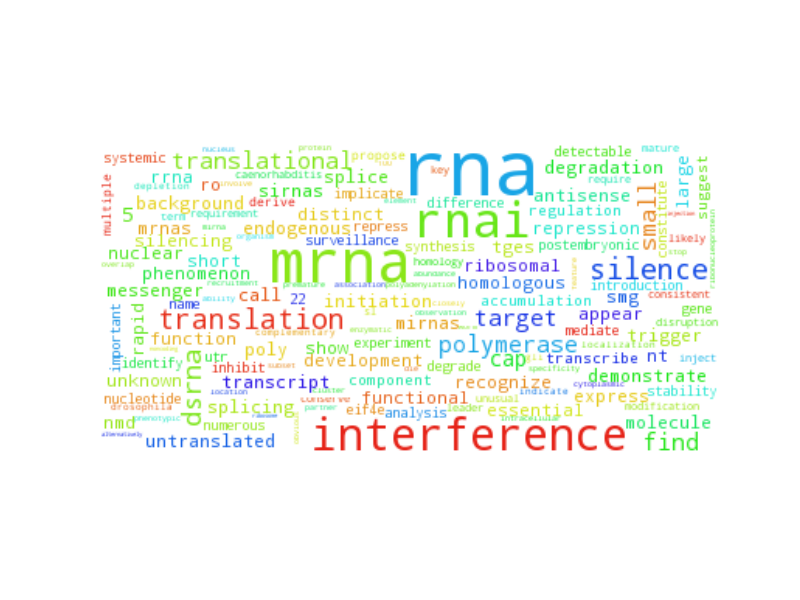 nucleus protein rna detectable mature
systemic translational propose key degradation
rrna caenorhabditis splice require large
multiple depletion ro involve sirnas implicate element antisense small suggest
background derive distinct difference regulation constitute
5 term requirement endogenous repress repression
mrnas mrna organism surveillance rnai likely
silencing synthesis tges postembryonic
nuclear short mrna homology ribosomal silence stop
overlap phenomenon abundance introduction consistent
messenger recruitment premature association polyadenylation homologous
name ability call 22 initiation accumulation smg gene
important rapid translation s1 observation target appear disruption
function complementary enzymatic mirnas mediate trigger
poly show experiment polymerase localization
identify utr development cap transcribe nt inject
unknown inhibit subset degrade specificity demonstrate
dsrna transcript component recognize cytoplasmic stability
nucleotide location cluster conserve functional unusual indicate express
drosophila splicing partner eif4e analysis leader essential modification
nmd phenotypic numerous intracellular molecule
alternatively untranslated interference find
ribonucleoprotein